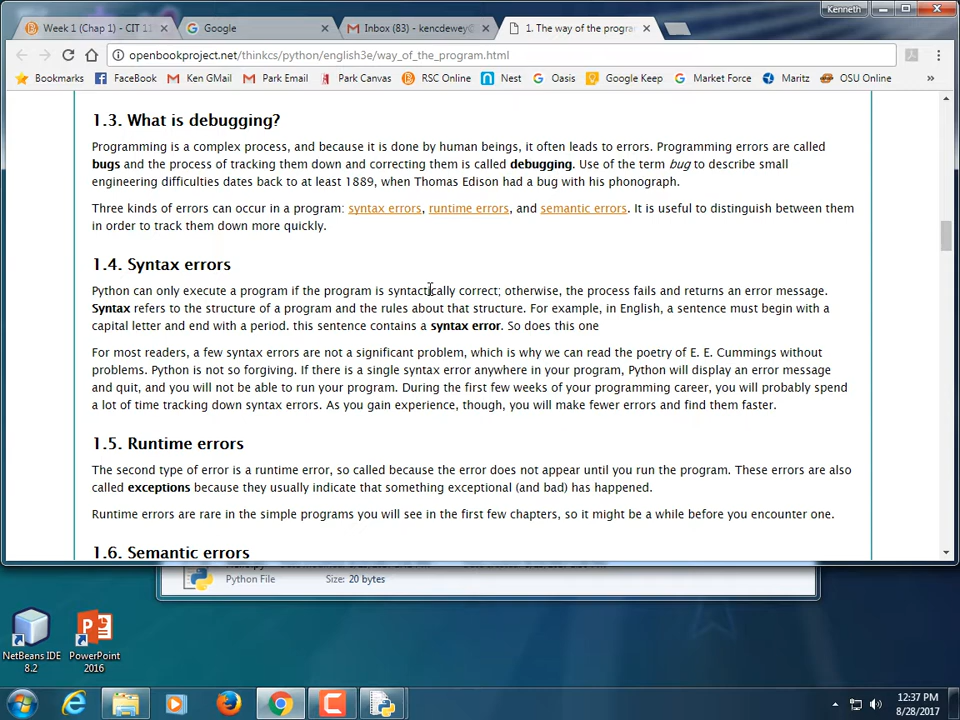 Kenneth
Week 1 (Chap 1) - CIT 11
Google
Inbox (83) - kencdewey@
1. The way of the progra
openbookproject.net/thinkcs/python/english3e/way_of_the_program.html
Bookmarks FaceBook Ken GMail Park Email Park Canvas RSC Online Nest Oasis Google Keep Market Force Maritz OSU Online »
1.3. What is debugging?
Programming is a complex process, and because it is done by human beings, it often leads to errors. Programming errors are called
bugs and the process of tracking them down and correcting them is called debugging. Use of the term bug to describe small
engineering difficulties dates back to at least 1889, when Thomas Edison had a bug with his phonograph.
Three kinds of errors can occur in a program: syntax errors, runtime errors, and semantic errors. It is useful to distinguish between them
in order to track them down more quickly.
1.4. Syntax errors
Python can only execute a program if the program is syntactically correct; otherwise, the process fails and returns an error message.
Syntax refers to the structure of a program and the rules about that structure. For example, in English, a sentence must begin with a
capital letter and end with a period. this sentence contains a syntax error. So does this one
For most readers, a few syntax errors are not a significant problem, which is why we can read the poetry of E. E. Cummings without
problems. Python is not so forgiving. If there is a single syntax error anywhere in your program, Python will display an error message
and quit, and you will not be able to run your program. During the first few weeks of your programming career, you will probably spend
a lot of time tracking down syntax errors. As you gain experience, though, you will make fewer errors and find them faster.
1.5. Runtime errors
The second type of error is a runtime error, so called because the error does not appear until you run the program. These errors are also
called exceptions because they usually indicate that something exceptional (and bad) has happened.
Runtime errors are rare in the simple programs you will see in the first few chapters, so it might be a while before you encounter one.
1.6. Semantic errors
Python File Size: 20 bytes
NetBeans IDE
8.2
PowerPoint
2016
12:37 PM
8/28/2017